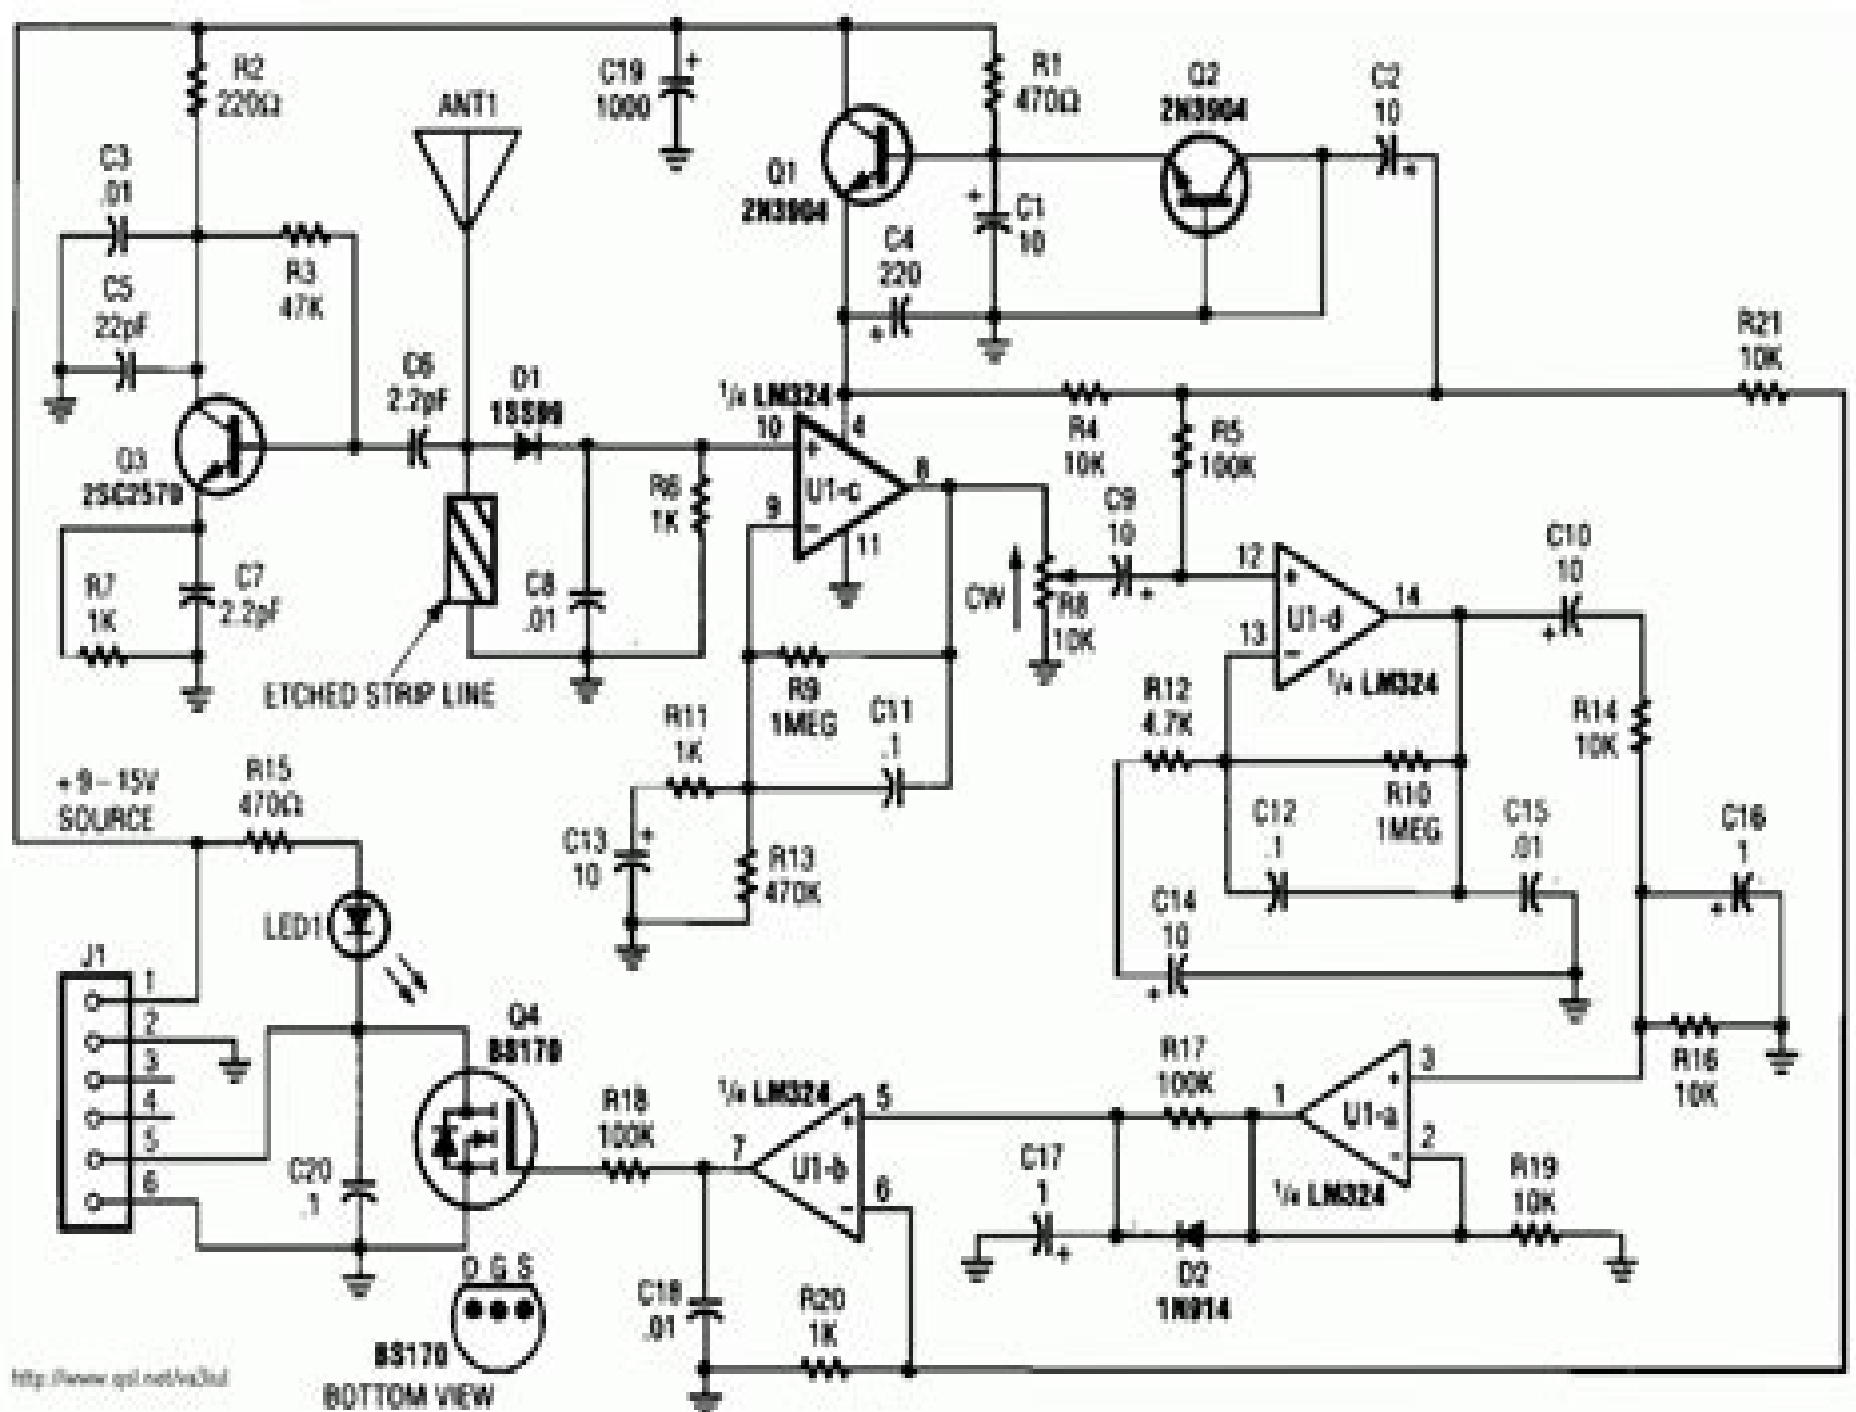 R2
220Ω
C19
1000
+
R1
470Ω
Q2
2N3904
C2
10
+
ANT1
C3
.01
Q1
2N3904
+
C1
10
C4
220
+
R3
47K
C5
22pF
R21
10K
C6
2.2pF
D1
1SS99
1/4 LM324
10
4
+
U1-c
8
9
-
11
R4
10K
R5
100K
Q3
2SC2570
R6
1K
C9
10
+
C10
10
+
R7
1K
C7
2.2pF
C8
.01
CW
R8
10K
12
+
U1-d
14
13
-
1/4 LM324
ETCHED STRIP LINE
R9
1MEG
R11
1K
C11
.1
R12
4.7K
R14
10K
+9-15V
SOURCE
R15
470Ω
R10
1MEG
C12
.1
C15
.01
C16
1
+
C13
10
+
R13
470K
LED1
C14
10
+
J1
1
2
3
4
5
6
Q4
BS170
R17
100K
3
+
R16
10K
1/4 LM324
5
+
U1-b
7
6
-
R18
100K
1
U1-a
2
-
C20
.1
C17
1
+
1/4 LM324
R19
10K
D2
1N914
D G S
C18
.01
R20
1K
BS170
BOTTOM VIEW